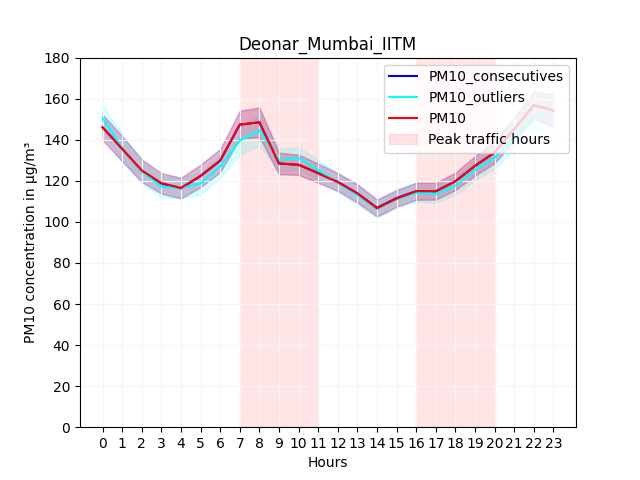 Deonar_Mumbai_IITM
PM10 concentration in µg/m³
180
160
140
120
100
80
60
40
20
0
PM10_consecutives
PM10_outliers
PM10
Peak traffic hours
0 1 2 3 4 5 6 7 8 9 10 11 12 13 14 15 16 17 18 19 20 21 22 23
Hours